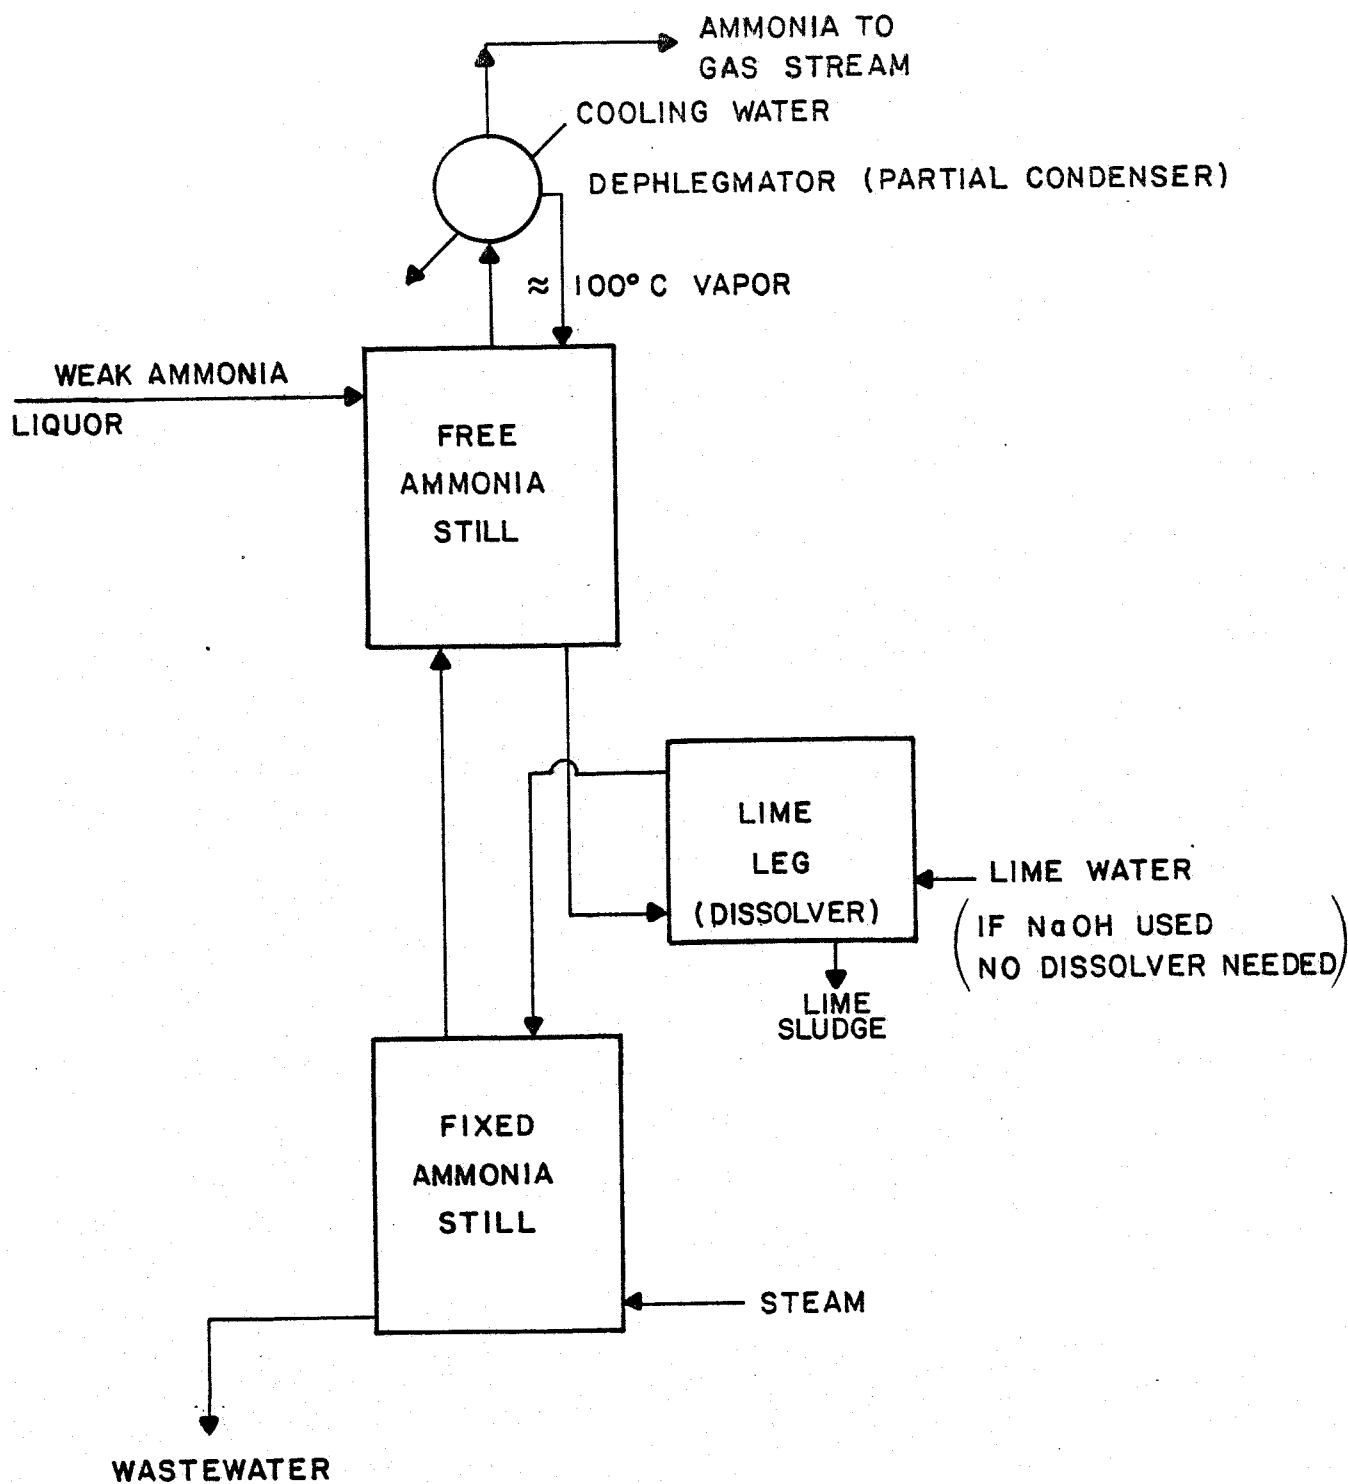 AMMONIA TO
GAS STREAM
COOLING WATER
DEPHLEGMATOR (PARTIAL CONDENSER)
≈ 100° C VAPOR
WEAK AMMONIA
LIQUOR
FREE
AMMONIA
STILL
LIME
LEG
(DISSOLVER)
LIME WATER
(IF NaOH USED
NO DISSOLVER NEEDED)
LIME
SLUDGE
FIXED
AMMONIA
STILL
STEAM
WASTEWATER